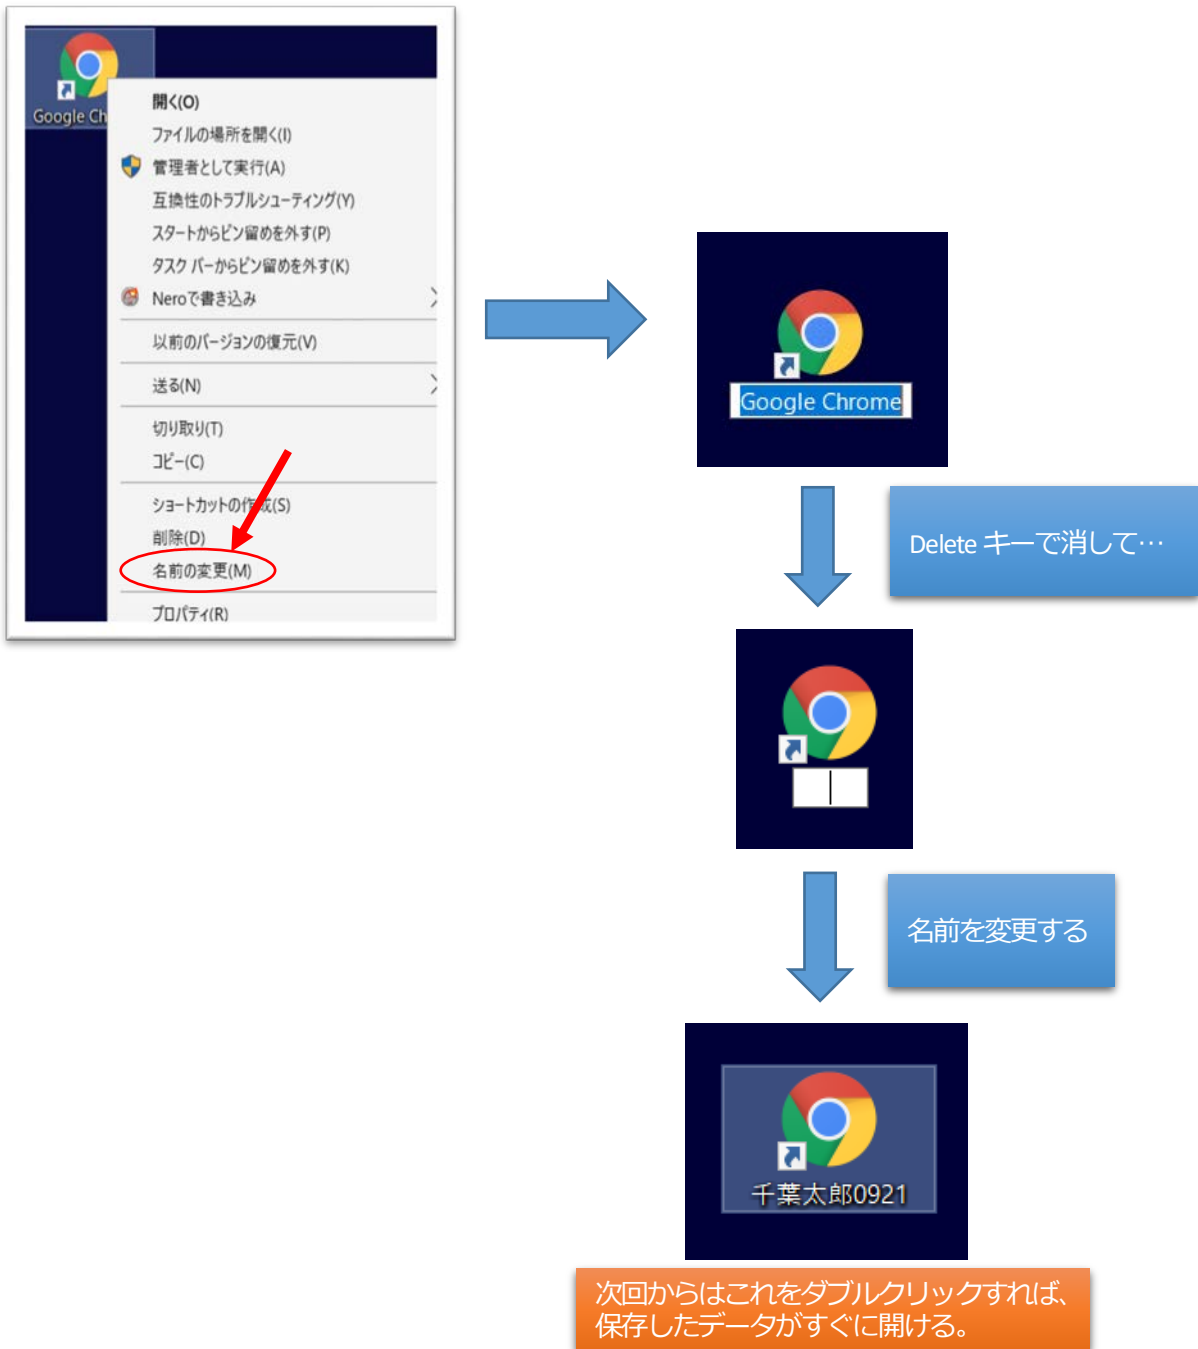 Google Ch
開く(O)
ファイルの場所を開く(I)
管理者として実行(A)
互換性のトラブルシューティング(Y)
スタートからピン留めを外す(P)
タスク バーからピン留めを外す(K)
Neroで書き込み
以前のバージョンの復元(V)
送る(N)
切り取り(T)
コピー(C)
ショートカットの作成(S)
削除(D)
名前の変更(M)
プロパティ(R)
Google Chrome
Delete キーで消して…
名前を変更する
千葉太郎0921
次回からはこれをダブルクリックすれば、
保存したデータがすぐに開ける。